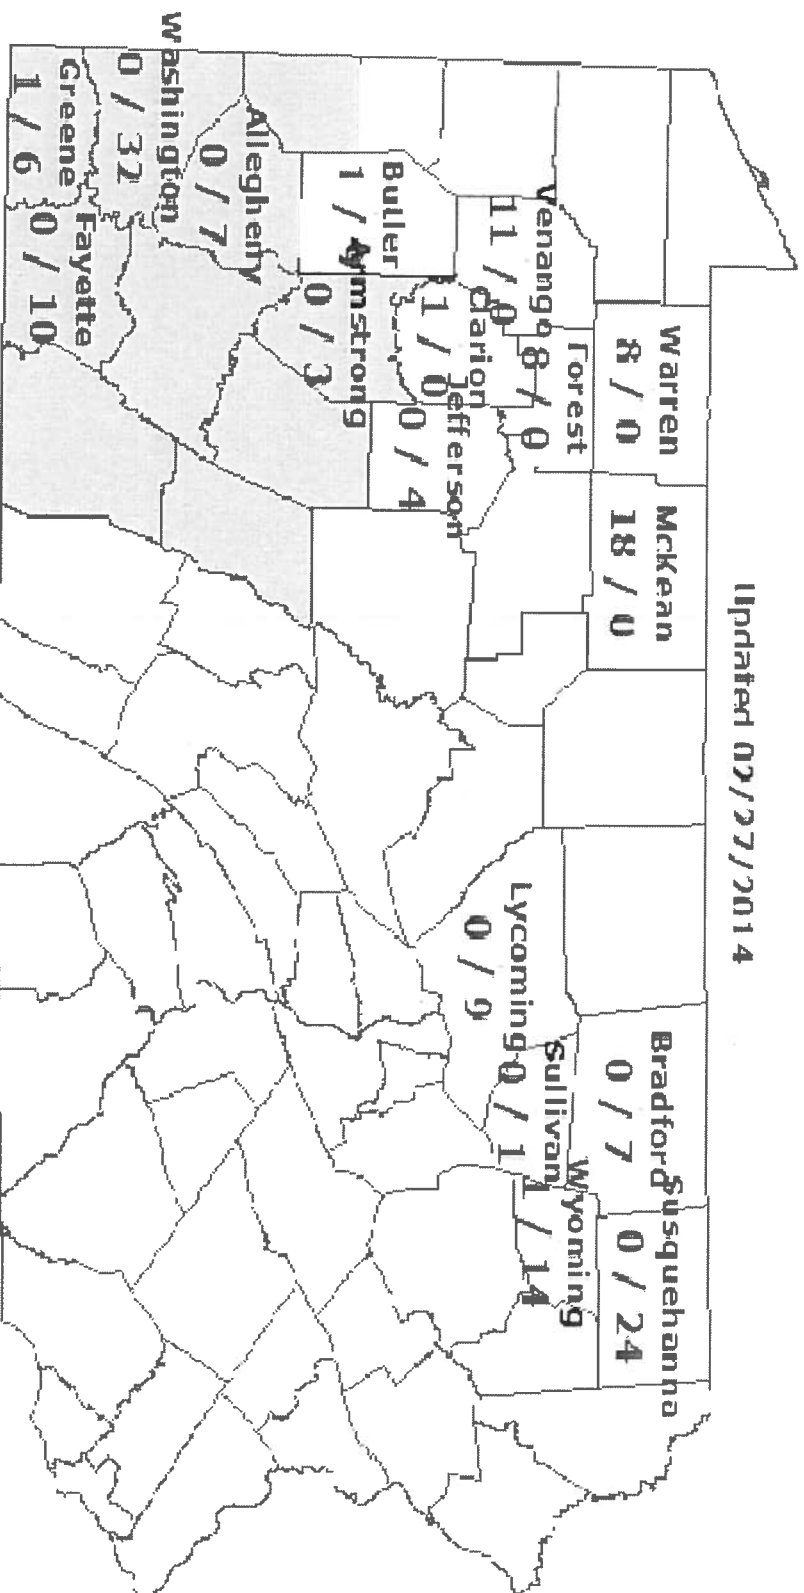 Updated 02/27/2014
Warren
8 / 0
McKean
18 / 0
Bradford
0 / 7
Susquehanna
0 / 24
Venango
11 / 0
Forest
8 / 0
Lycoming
0 / 9
Sullivan
0 / 1
Wyoming
1 / 14
Clarion
1 / 0
Jefferson
0 / 4
Butler
1 /
Armstrong
0 / 3
Allegheny
0 / 7
Washington
0 / 32
Greene
1 / 6
Fayette
0 / 10